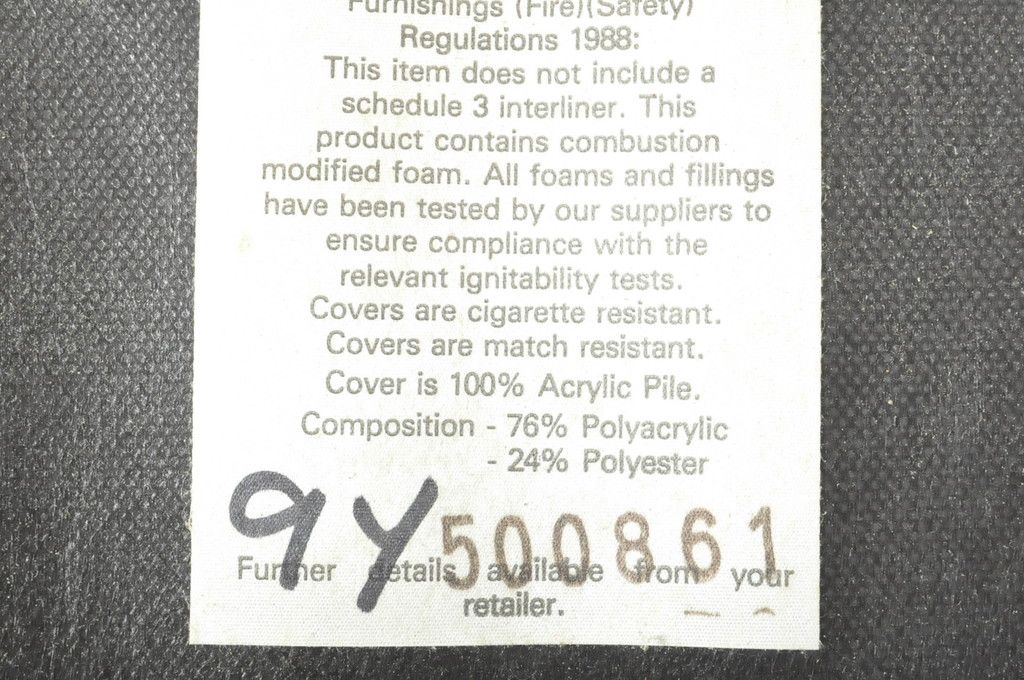 Furnishings (Fire)(Safety)
Regulations 1988:
This item does not include a
schedule 3 interliner. This
product contains combustion
modified foam. All foams and fillings
have been tested by our suppliers to
ensure compliance with the
relevant ignitability tests.
Covers are cigarette resistant.
Covers are match resistant.
Cover is 100% Acrylic Pile.
Composition - 76% Polyacrylic
- 24% Polyester
9Y 500861
Further details available from your
retailer.